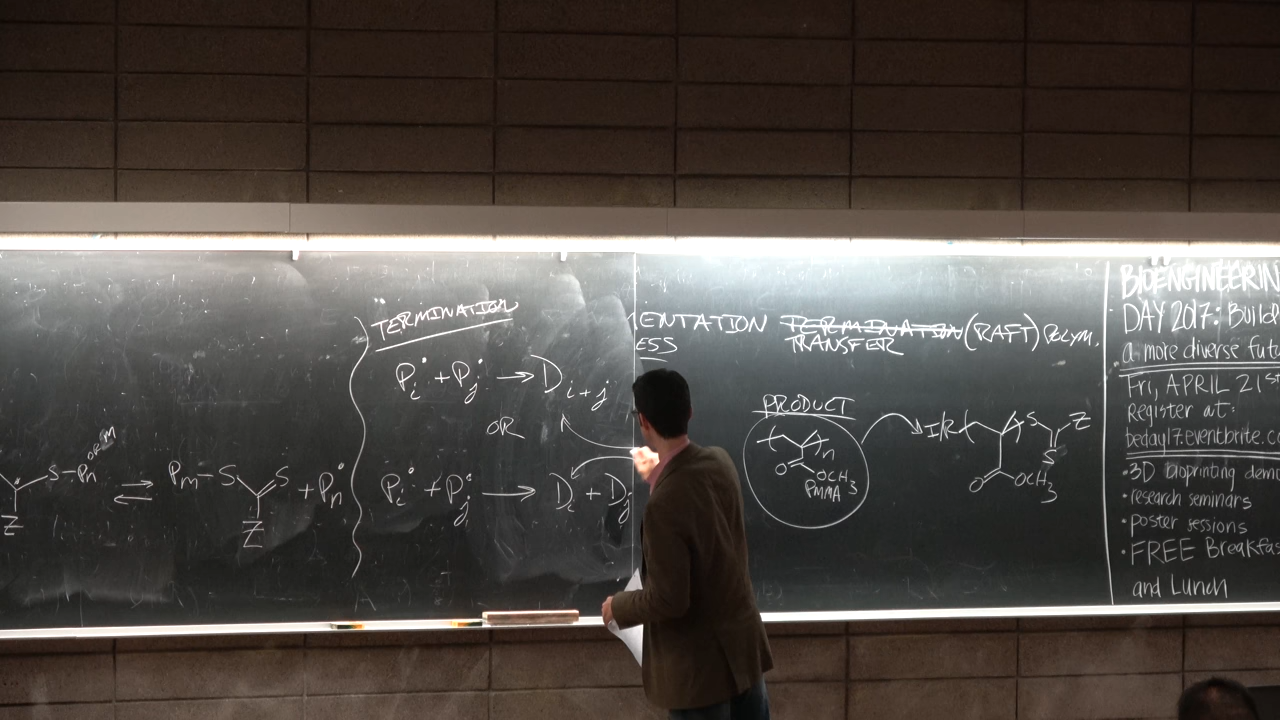 TERMINATION
Pi• + Pj• → Di+j
OR
Pi• + Pj• → Di + Dj
S-Pn OR M
Z
⇌ Pm-S S + Pn•
Z
ENTATION TERMINATION (RAFT) POLYM.
ESS TRANSFER
PRODUCT
n
O OCH3
PMMA
I/R S Z
S
O OCH3
BIOENGINEERIN
DAY 2017: Build
a more diverse futu
Fri, APRIL 21st
Register at:
beday17.eventbrite.co
•3D bioprinting demo
•research seminars
•poster sessions
•FREE Breakfas
and Lunch